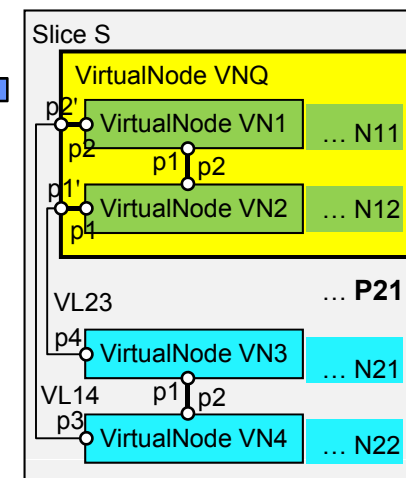 Slice S
VirtualNode VNQ
p2'
VirtualNode VN1
… N11
p2
p1 p2
p1'
VirtualNode VN2
… N12
p1
VL23
… P21
p4
VirtualNode VN3
… N21
VL14
p1 p2
p3
VirtualNode VN4
… N22